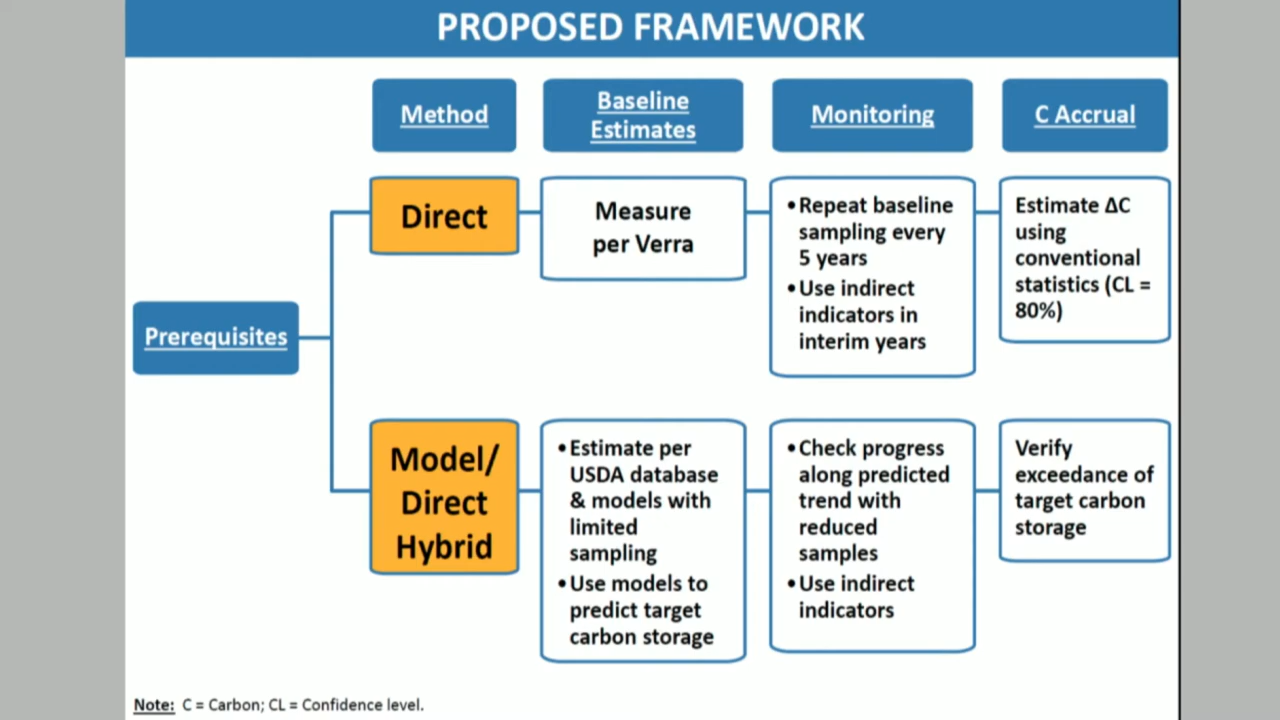 PROPOSED FRAMEWORK
Method
Baseline
Estimates
Monitoring
C Accrual
Prerequisites
Direct
Measure
per Verra
•Repeat baseline
sampling every
5 years
•Use indirect
indicators in
interim years
Estimate ΔC
using
conventional
statistics (CL =
80%)
Model/
Direct
Hybrid
•Estimate per
USDA database
& models with
limited
sampling
•Use models to
predict target
carbon storage
•Check progress
along predicted
trend with
reduced
samples
•Use indirect
indicators
Verify
exceedance of
target carbon
storage
Note: C = Carbon; CL = Confidence level.